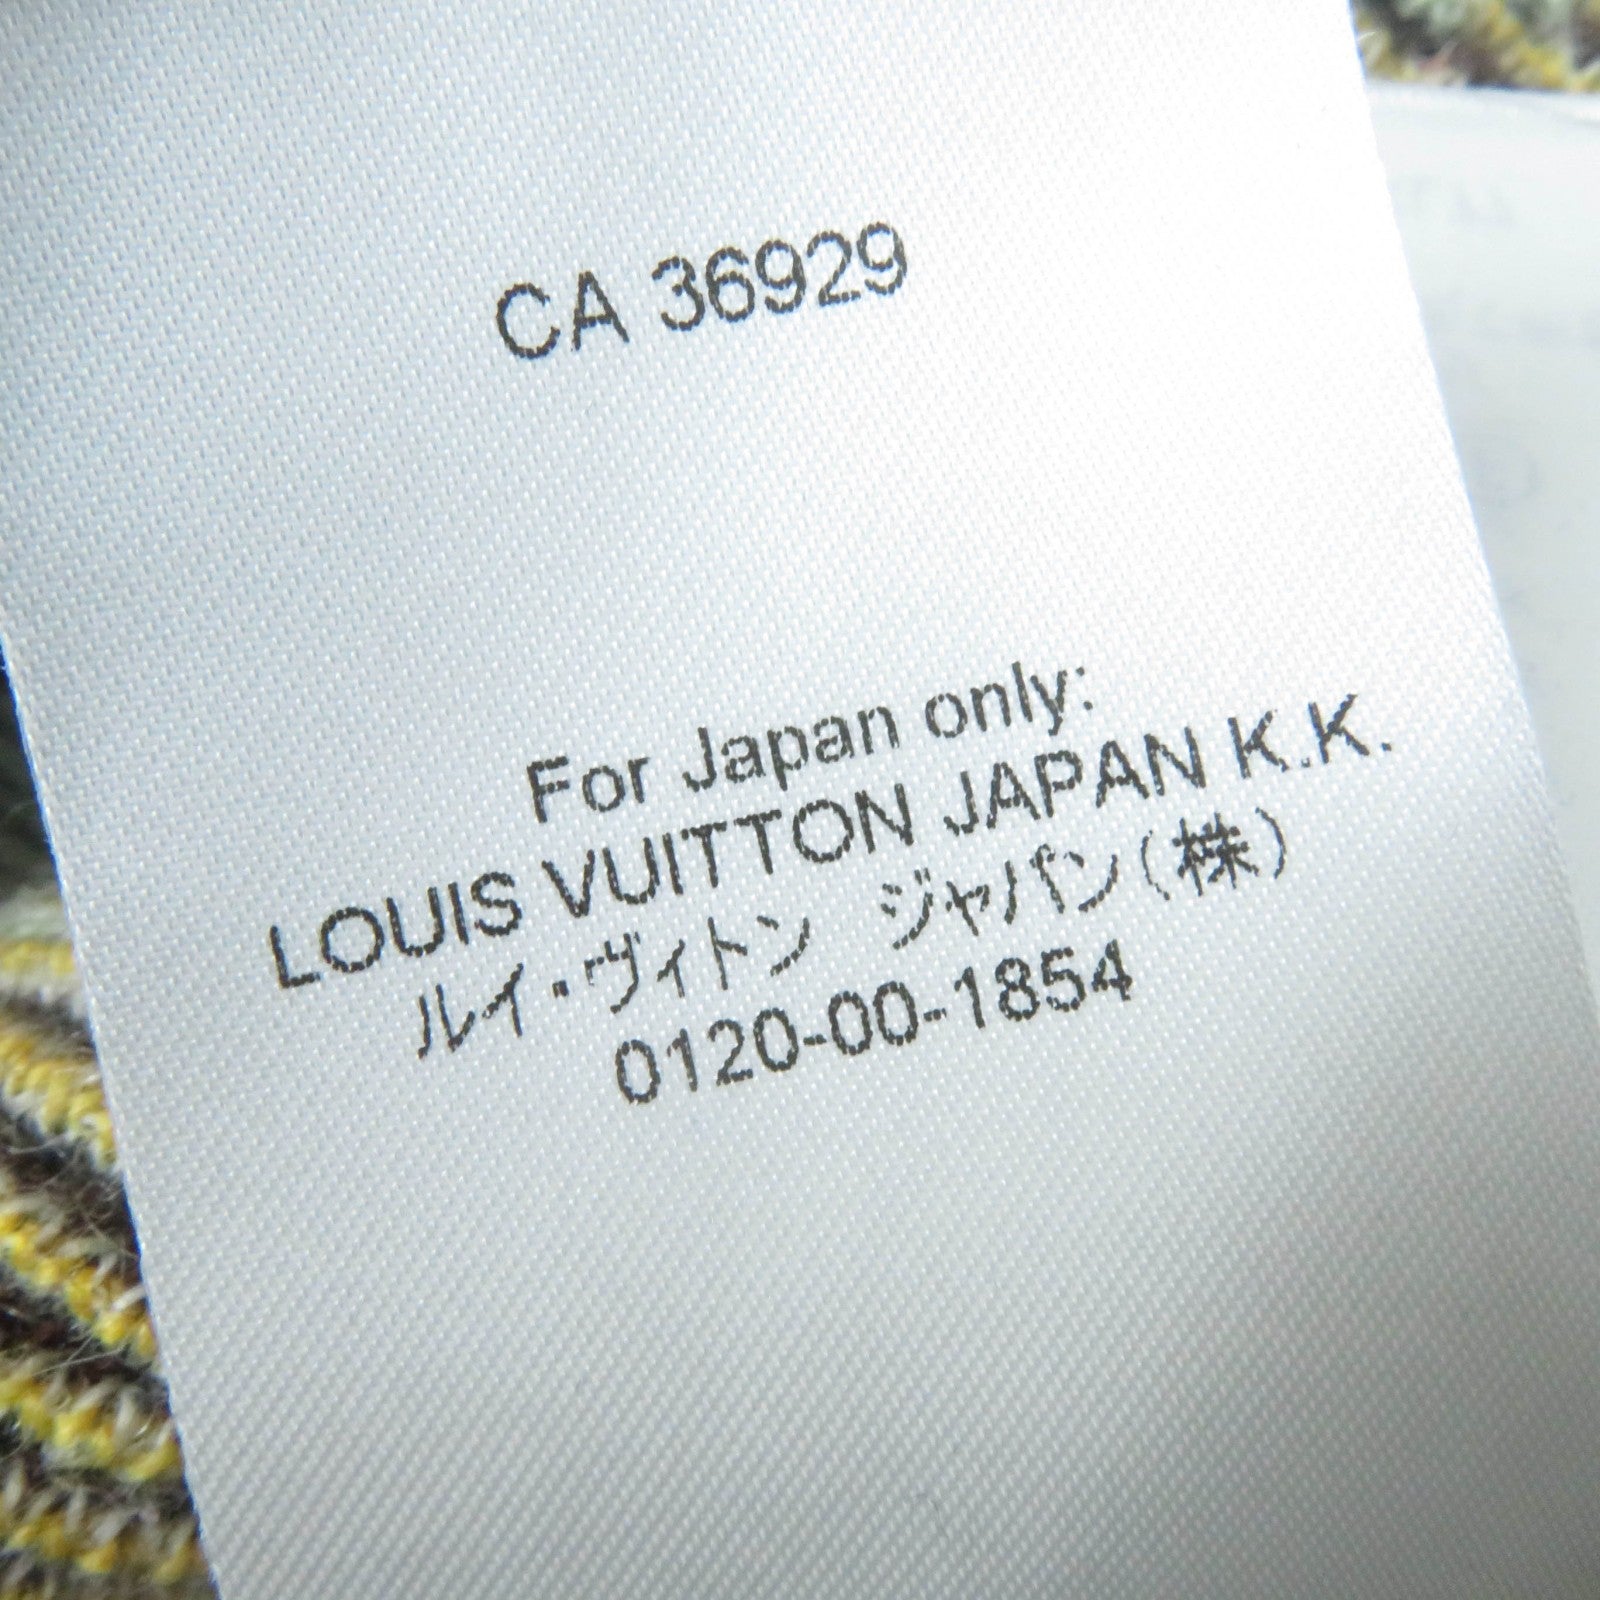 CA 36929
For Japan only:
LOUIS VUITTON JAPAN K.K.
ルイ・ヴィトン ジャパン(株)
0120-00-1854